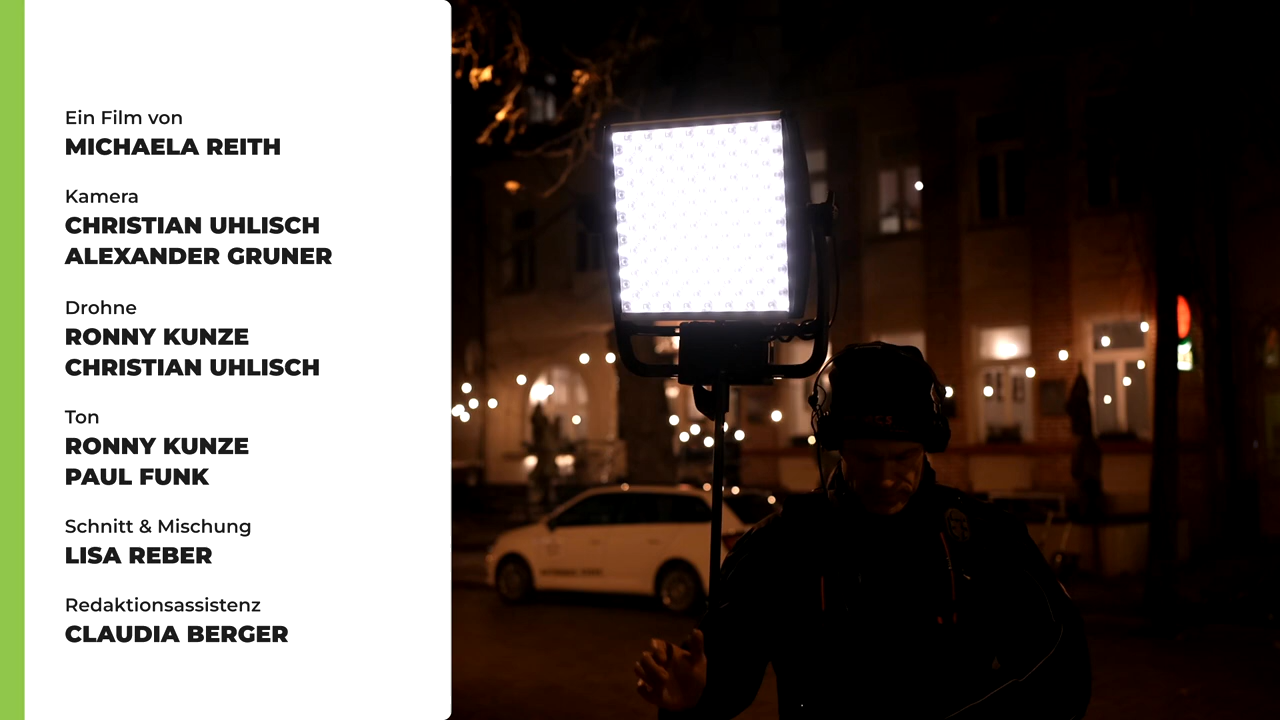 Ein Film von
MICHAELA REITH
Kamera
CHRISTIAN UHLISCH
ALEXANDER GRUNER
Drohne
RONNY KUNZE
CHRISTIAN UHLISCH
Ton
RONNY KUNZE
PAUL FUNK
Schnitt & Mischung
LISA REBER
Redaktionsassistenz
CLAUDIA BERGER